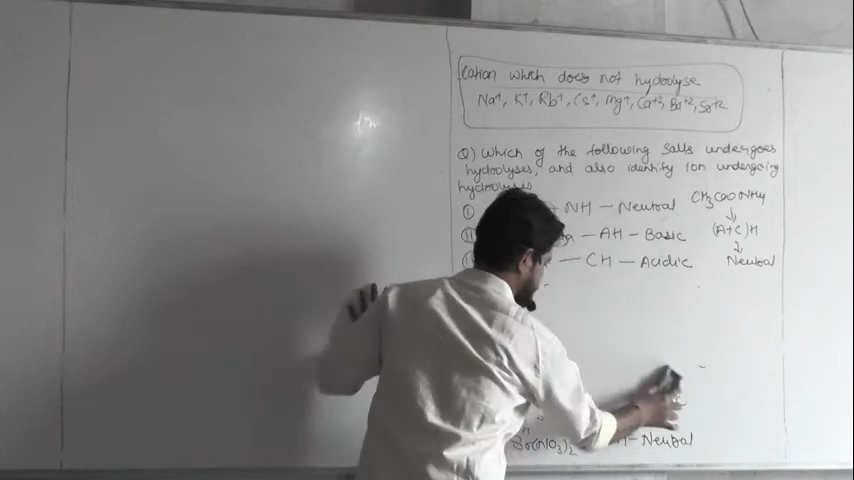 Cation which does not hydrolyse
Na⁺, K⁺, Rb⁺, Cs⁺, Mg⁺, Ca⁺², Ba⁺², Sr⁺²
Q) Which of the following Salts undergoes
hydrolyses, and also identify ion undergoing
hydrolysis
I NH — Neutral
II — AH — Basic
— CH — Acidic
CH₃COONH₄
↓
(A+C)H
↓
Neutral
Sr(NO₃)₂ — H — Neutral